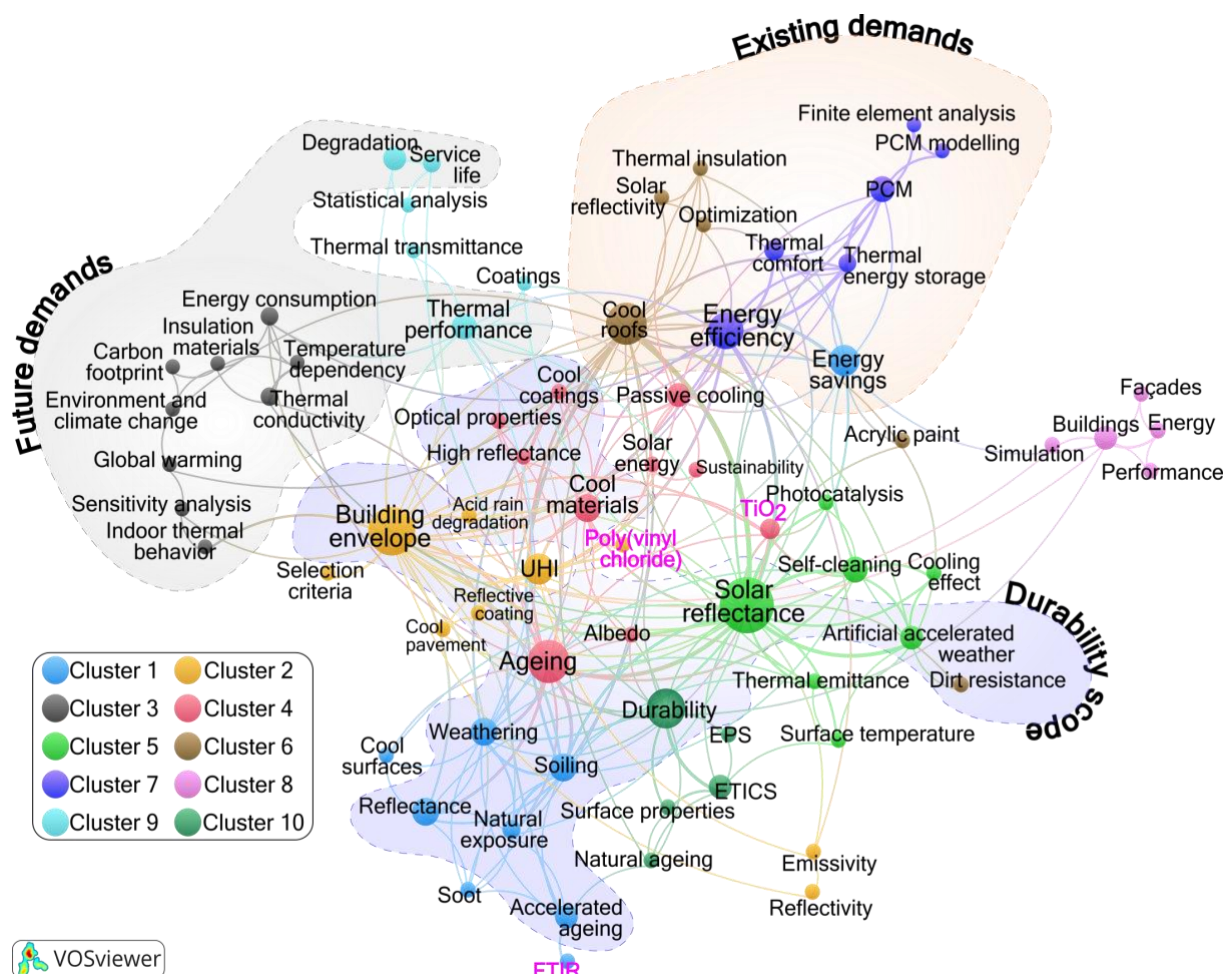 Existing demands
Finite element analysis
PCM modelling
Degradation
Service
life
Thermal insulation
Solar
reflectivity
PCM
Statistical analysis
Optimization
Thermal transmittance
Thermal
comfort
Thermal
energy storage
Future demands
Coatings
Energy consumption
Thermal
performance
Cool
roofs
Energy
efficiency
Insulation
materials
Carbon
footprint
Temperature
dependency
Energy
savings
Environment and
climate change
Thermal
conductivity
Cool
coatings
Passive cooling
Façades
Optical properties
Buildings
Energy
Acrylic paint
Simulation
Performance
Global warming
High reflectance
Solar
energy
Sustainability
Cool
materials
Photocatalysis
TiO2
Sensitivity analysis
Indoor thermal
behavior
Building
envelope
Acid rain
degradation
Poly(vinyl
chloride)
Selection
criteria
UHI
Self-cleaning
Cooling
effect
Solar
reflectance
Reflective
coating
Cool
pavement
Albedo
Artificial accelerated
weather
Durability scope
Ageing
Thermal emittance
Dirt resistance
Durability
Weathering
EPS
Surface temperature
Cool
surfaces
Soiling
ETICS
Reflectance
Natural
exposure
Surface properties
Natural ageing
Emissivity
Soot
Accelerated
ageing
Reflectivity
FTIR
Cluster 1
Cluster 2
Cluster 3
Cluster 4
Cluster 5
Cluster 6
Cluster 7
Cluster 8
Cluster 9
Cluster 10
VOSviewer